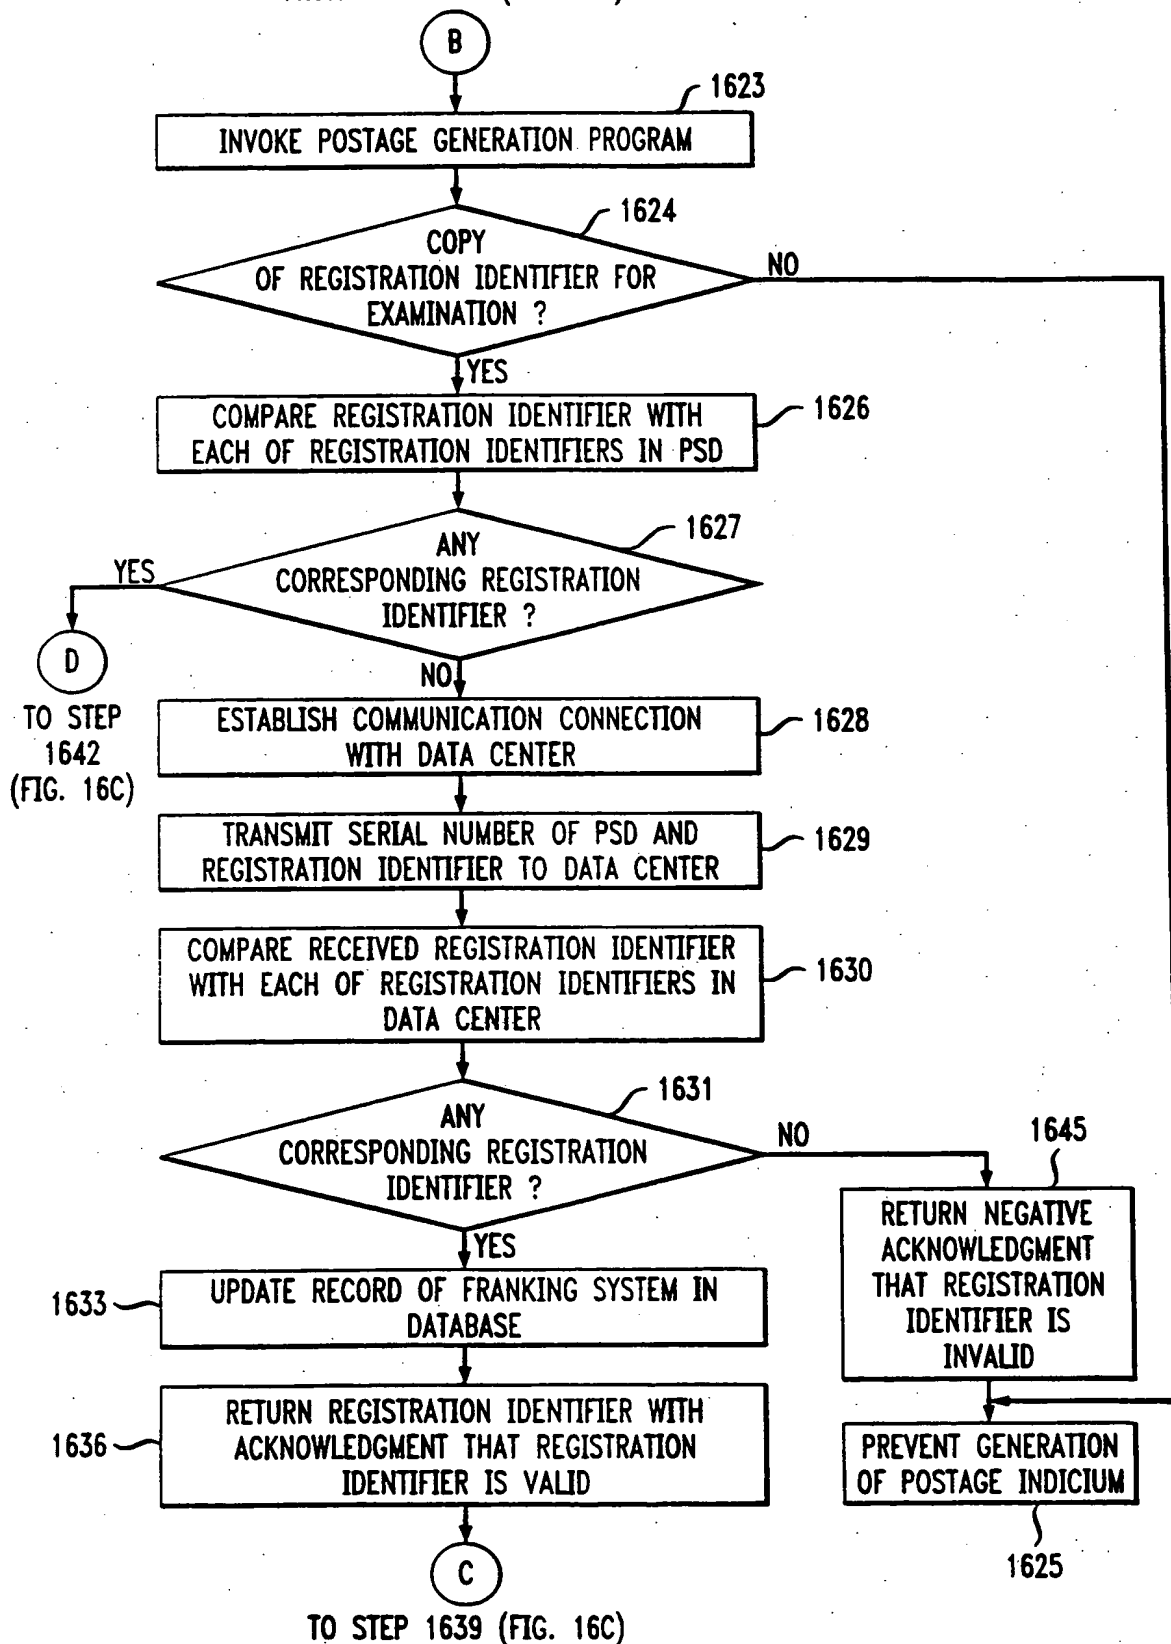 B
1623
INVOKE POSTAGE GENERATION PROGRAM
1624
COPY
OF REGISTRATION IDENTIFIER FOR
EXAMINATION ?
NO
YES
COMPARE REGISTRATION IDENTIFIER WITH
EACH OF REGISTRATION IDENTIFIERS IN PSD
1626
1627
ANY
CORRESPONDING REGISTRATION
IDENTIFIER ?
YES
D
TO STEP
1642
(FIG. 16C)
NO
ESTABLISH COMMUNICATION CONNECTION
WITH DATA CENTER
1628
TRANSMIT SERIAL NUMBER OF PSD AND
REGISTRATION IDENTIFIER TO DATA CENTER
1629
COMPARE RECEIVED REGISTRATION IDENTIFIER
WITH EACH OF REGISTRATION IDENTIFIERS IN
DATA CENTER
1630
1631
ANY
CORRESPONDING REGISTRATION
IDENTIFIER ?
NO
1645
RETURN NEGATIVE
ACKNOWLEDGMENT
THAT REGISTRATION
IDENTIFIER IS
INVALID
YES
1633
UPDATE RECORD OF FRANKING SYSTEM IN
DATABASE
1636
RETURN REGISTRATION IDENTIFIER WITH
ACKNOWLEDGMENT THAT REGISTRATION
IDENTIFIER IS VALID
PREVENT GENERATION
OF POSTAGE INDICIUM
1625
C
TO STEP 1639 (FIG. 16C)